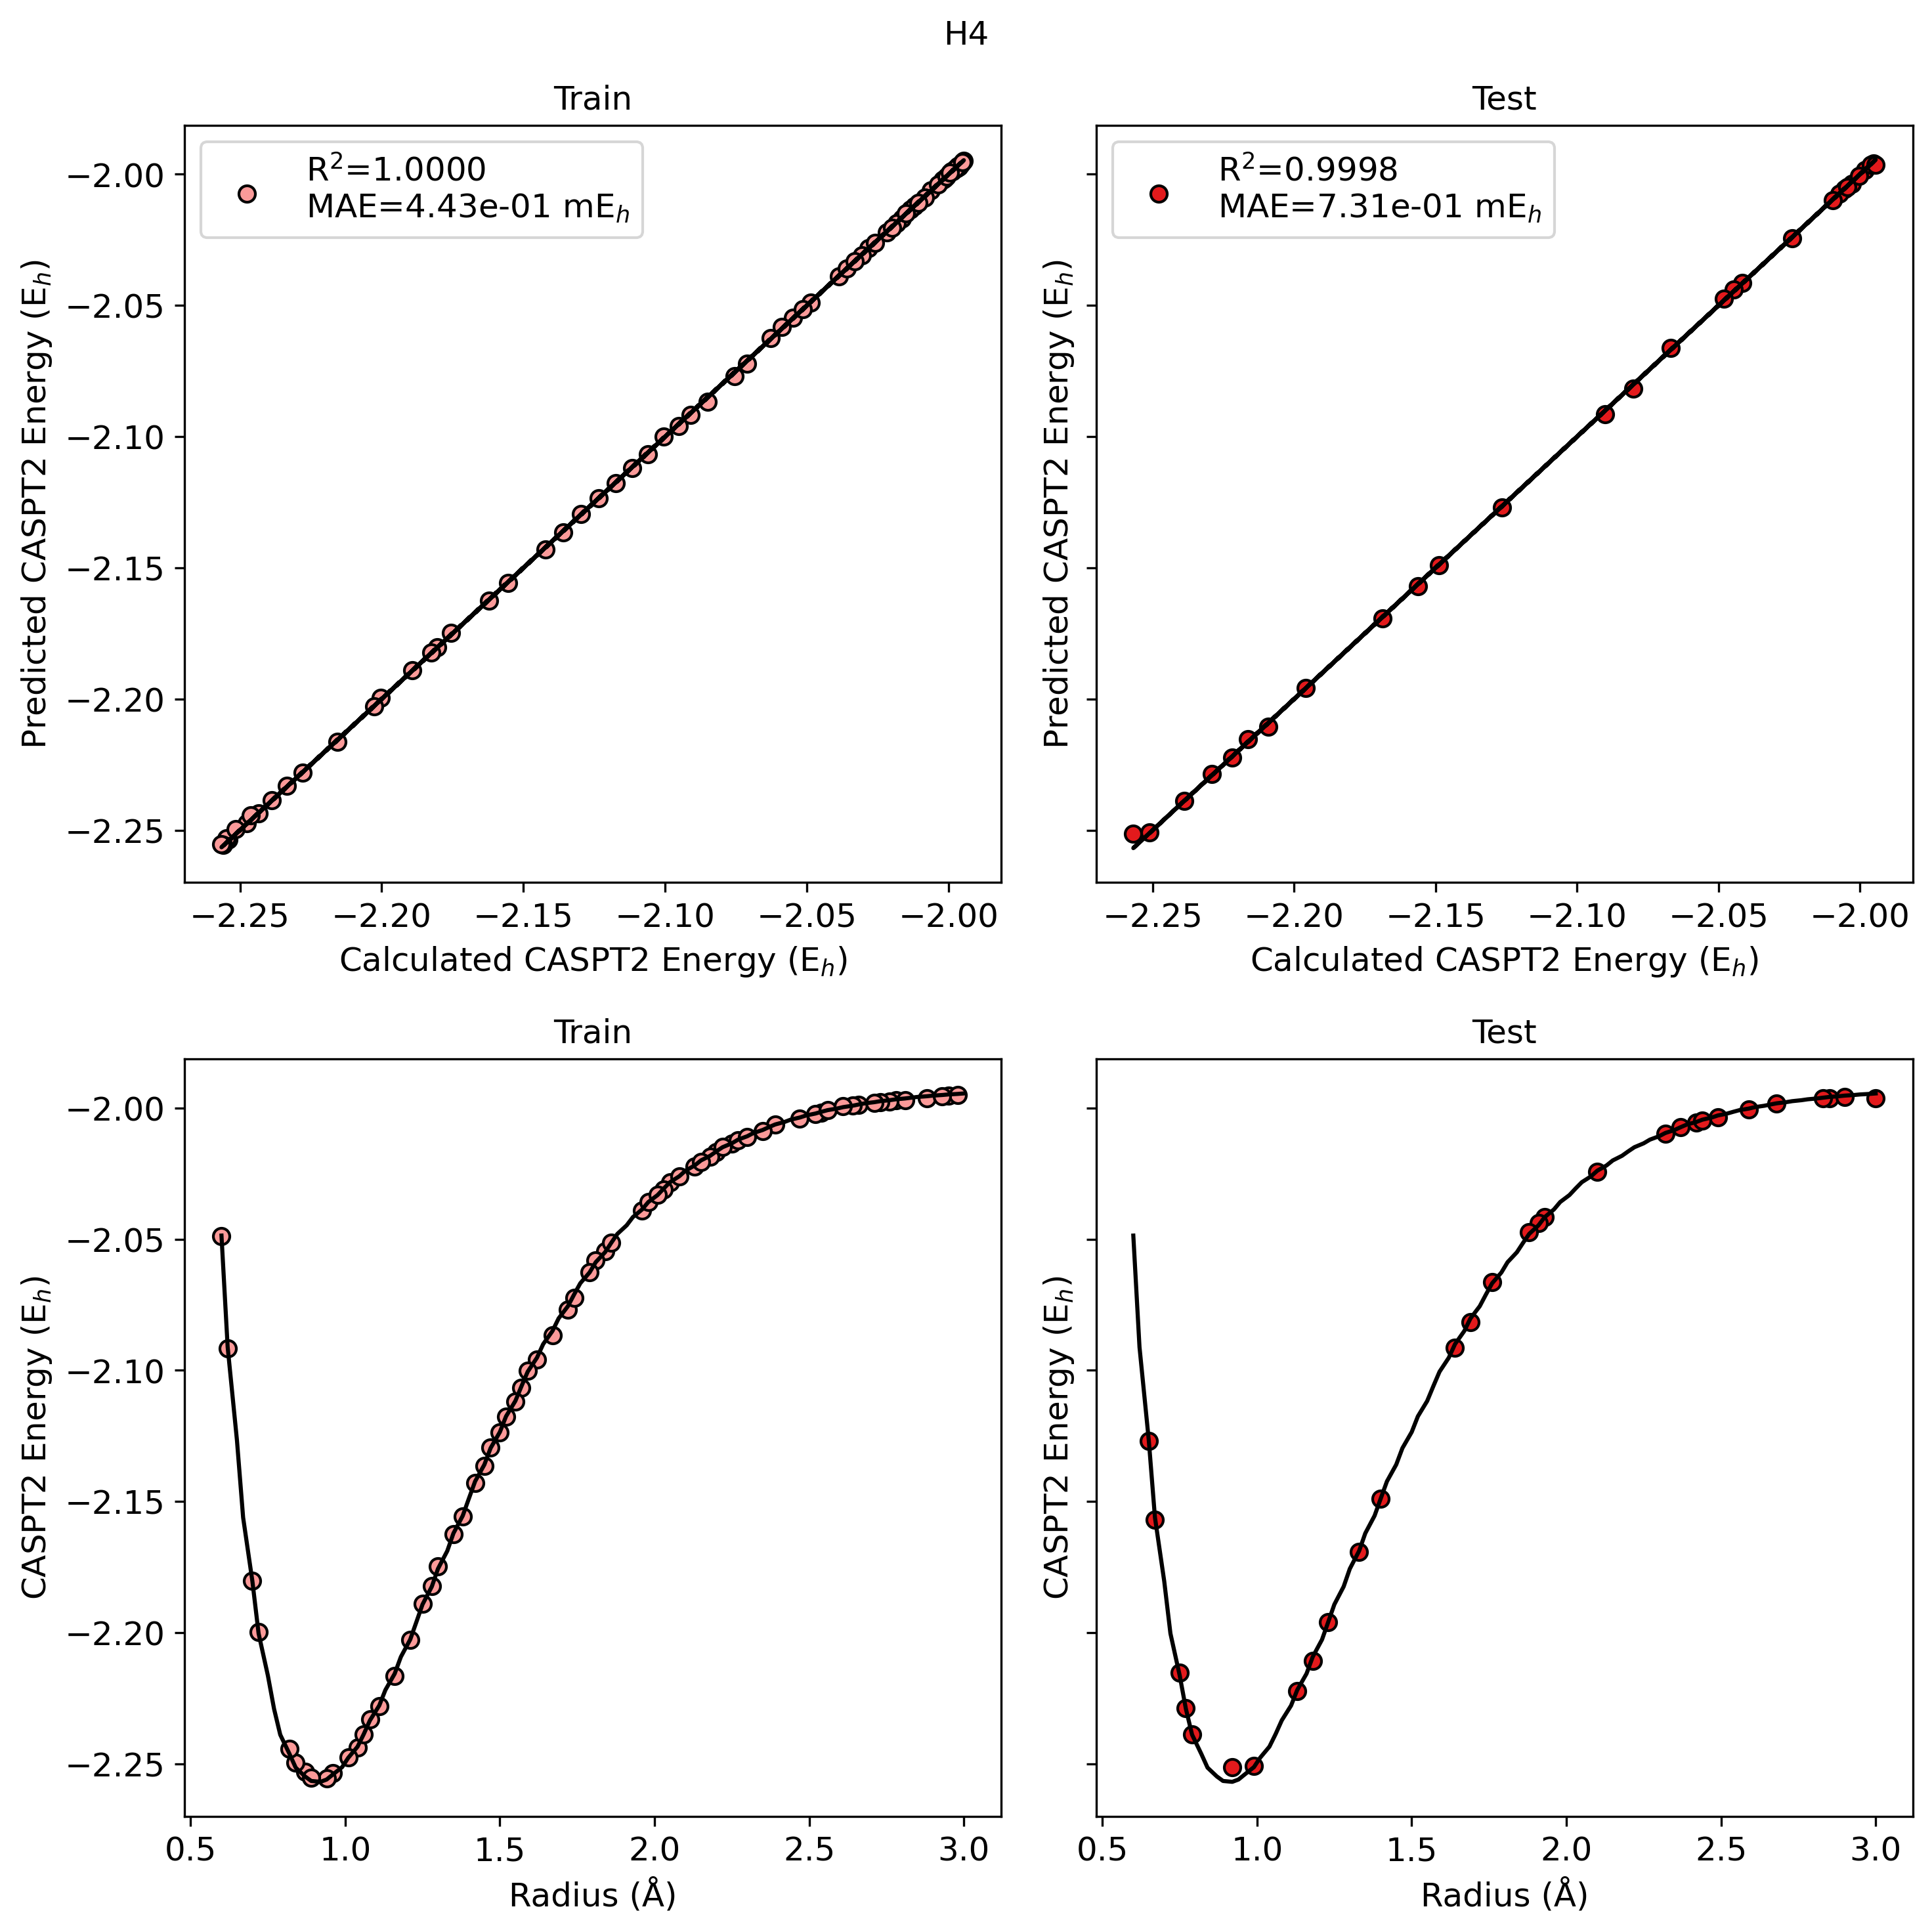 H4
Train
R²=1.0000
MAE=4.43e-01 mEₕ
Predicted CASPT2 Energy (Eₕ)
−2.00
−2.05
−2.10
−2.15
−2.20
−2.25
−2.25 −2.20 −2.15 −2.10 −2.05 −2.00
Calculated CASPT2 Energy (Eₕ)
Test
R²=0.9998
MAE=7.31e-01 mEₕ
Predicted CASPT2 Energy (Eₕ)
−2.25 −2.20 −2.15 −2.10 −2.05 −2.00
Calculated CASPT2 Energy (Eₕ)
Train
CASPT2 Energy (Eₕ)
−2.00
−2.05
−2.10
−2.15
−2.20
−2.25
0.5 1.0 1.5 2.0 2.5 3.0
Radius (Å)
Test
CASPT2 Energy (Eₕ)
0.5 1.0 1.5 2.0 2.5 3.0
Radius (Å)